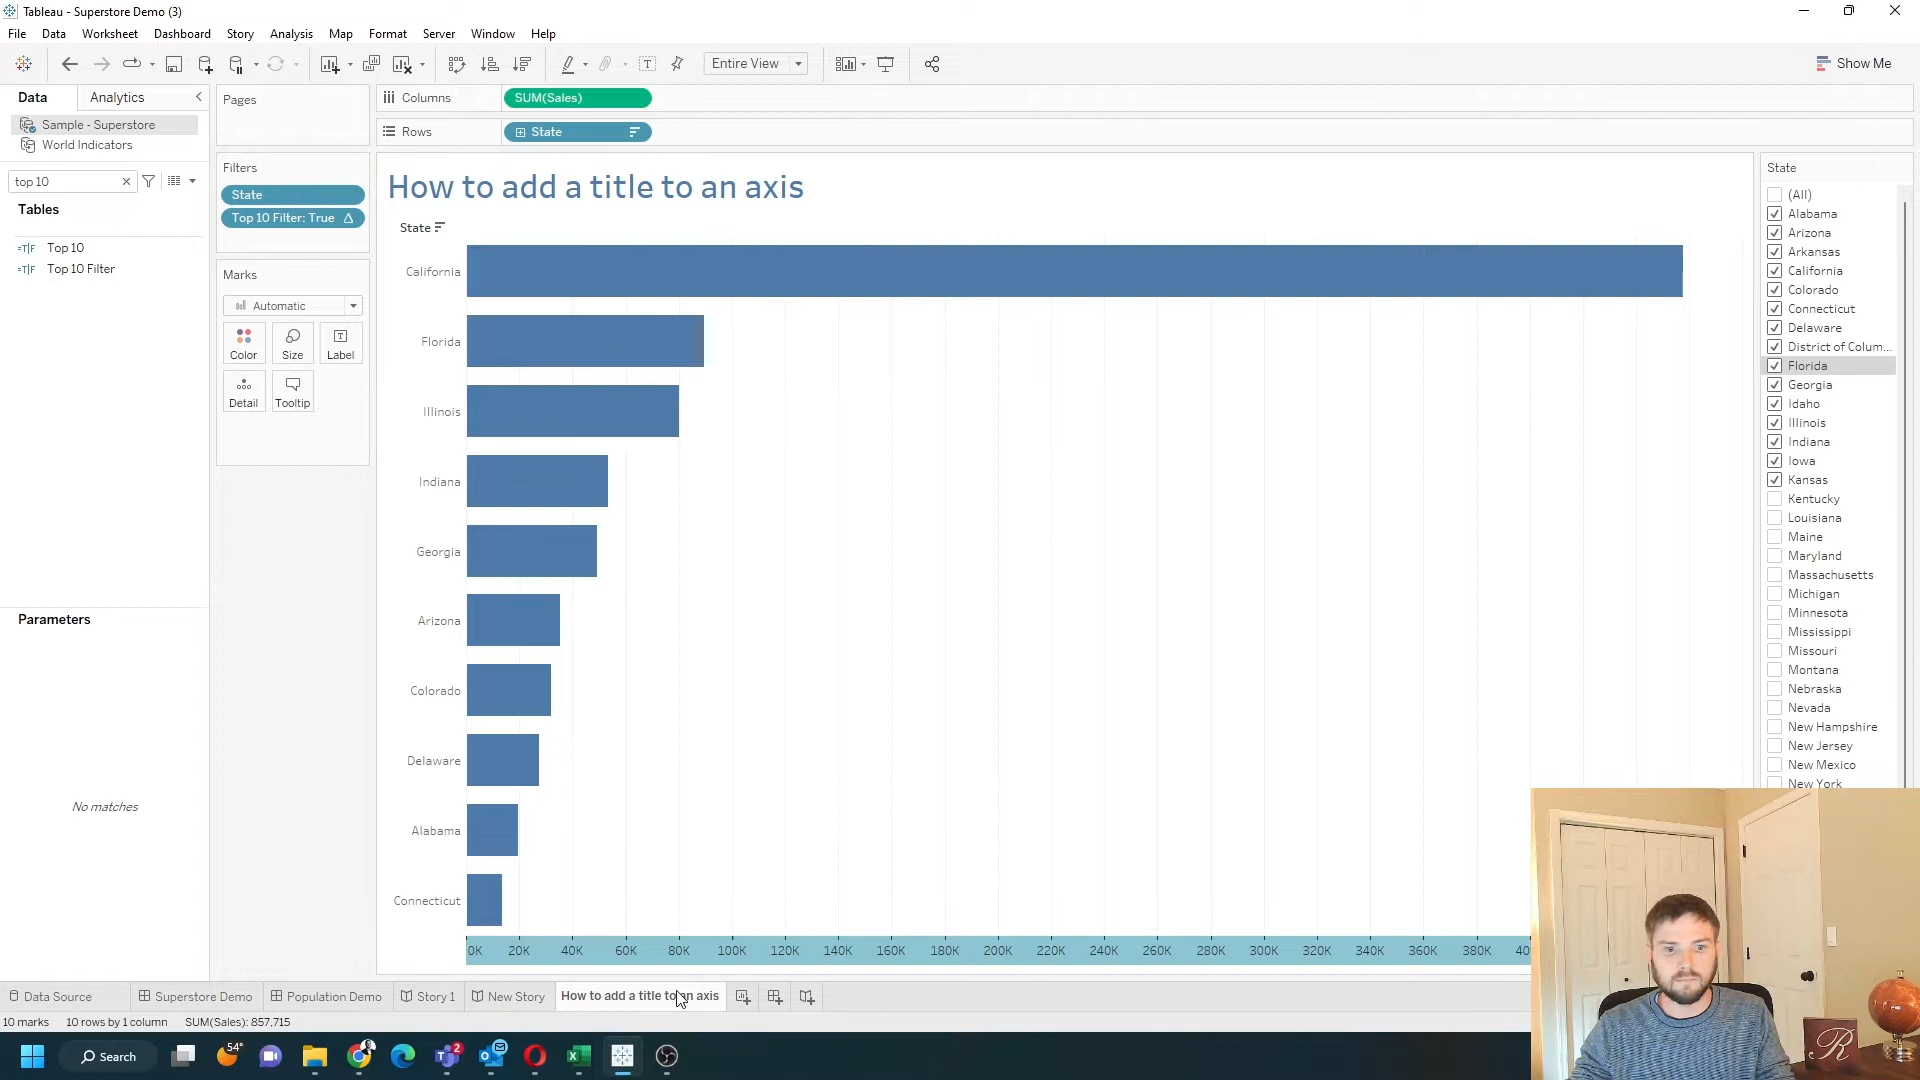 Tableau - Superstore Demo (3)
File Data Worksheet Dashboard Story Analysis Map Format Server Window Help
Entire View
Show Me
Data Analytics
Sample - Superstore
World Indicators
top 10
Tables
=T|F Top 10
=T|F Top 10 Filter
Parameters
No matches
Pages
Filters
State
Top 10 Filter: True
Marks
Automatic
Color Size Label
Detail Tooltip
Columns SUM(Sales)
Rows State
How to add a title to an axis
State
California
Florida
Illinois
Indiana
Georgia
Arizona
Colorado
Delaware
Alabama
Connecticut
0K 20K 40K 60K 80K 100K 120K 140K 160K 180K 200K 220K 240K 260K 280K 300K 320K 340K 360K 380K 40
State
(All)
Alabama
Arizona
Arkansas
California
Colorado
Connecticut
Delaware
District of Colum...
Florida
Georgia
Idaho
Illinois
Indiana
Iowa
Kansas
Kentucky
Louisiana
Maine
Maryland
Massachusetts
Michigan
Minnesota
Mississippi
Missouri
Montana
Nebraska
Nevada
New Hampshire
New Jersey
New Mexico
New York
Data Source Superstore Demo Population Demo Story 1 New Story How to add a title to an axis
10 marks 10 rows by 1 column SUM(Sales): 857,715
Search 54° 2
R